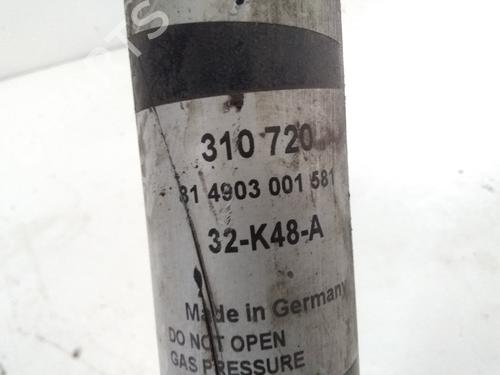 310 720
81 4903 001 581
32-K48-A
Made in Germany
DO NOT OPEN
GAS PRESSURE